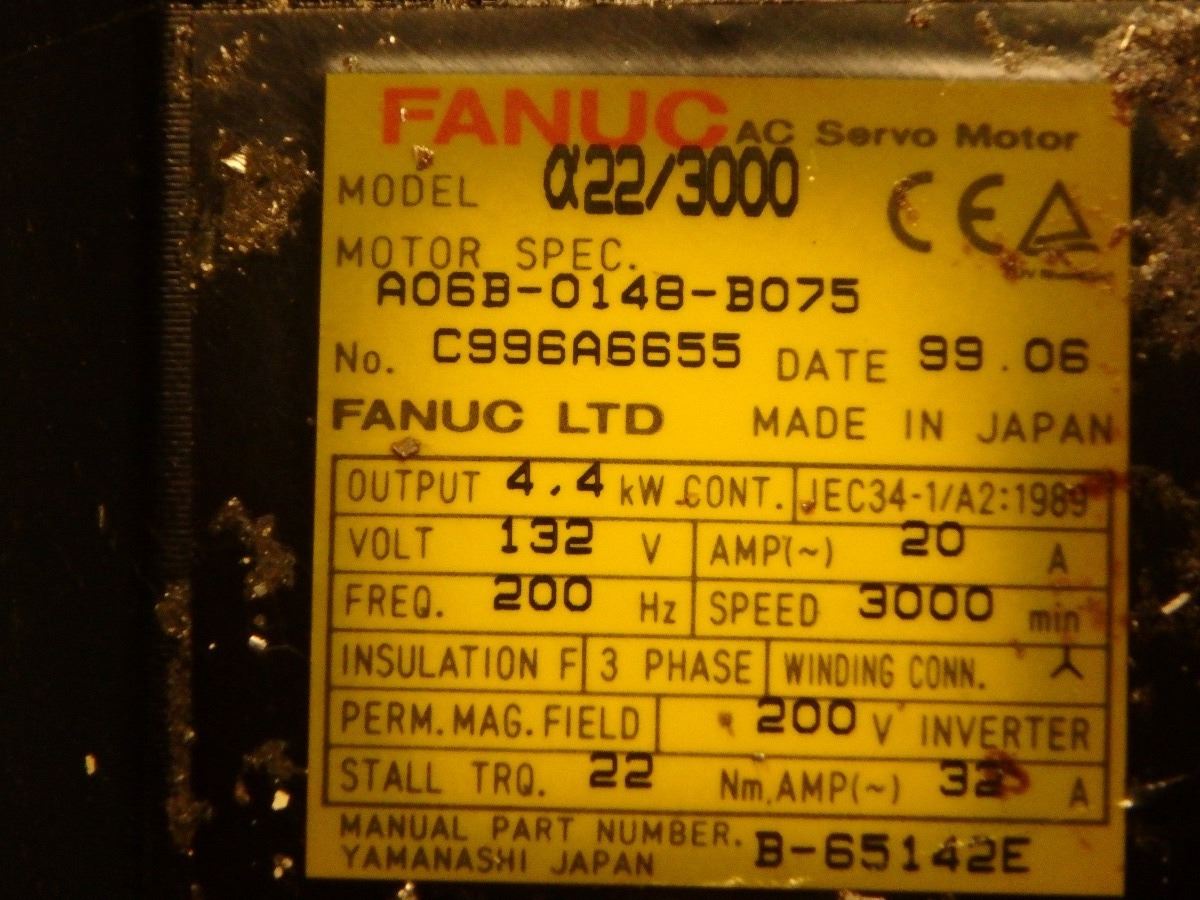 FANUC AC Servo Motor
MODEL α22/3000
CE
MOTOR SPEC.
A06B-0148-B075
No. C996A6655 DATE 99.06
FANUC LTD MADE IN JAPAN
OUTPUT 4.4 kW CONT. JEC34-1/A2:1989
VOLT 132 V AMP(~) 20 A
FREQ. 200 Hz SPEED 3000 min
INSULATION F 3 PHASE WINDING CONN.
PERM.MAG.FIELD 200 V INVERTER
STALL TRQ. 22 Nm.AMP(~) A
MANUAL PART NUMBER. B-65142E
YAMANASHI JAPAN